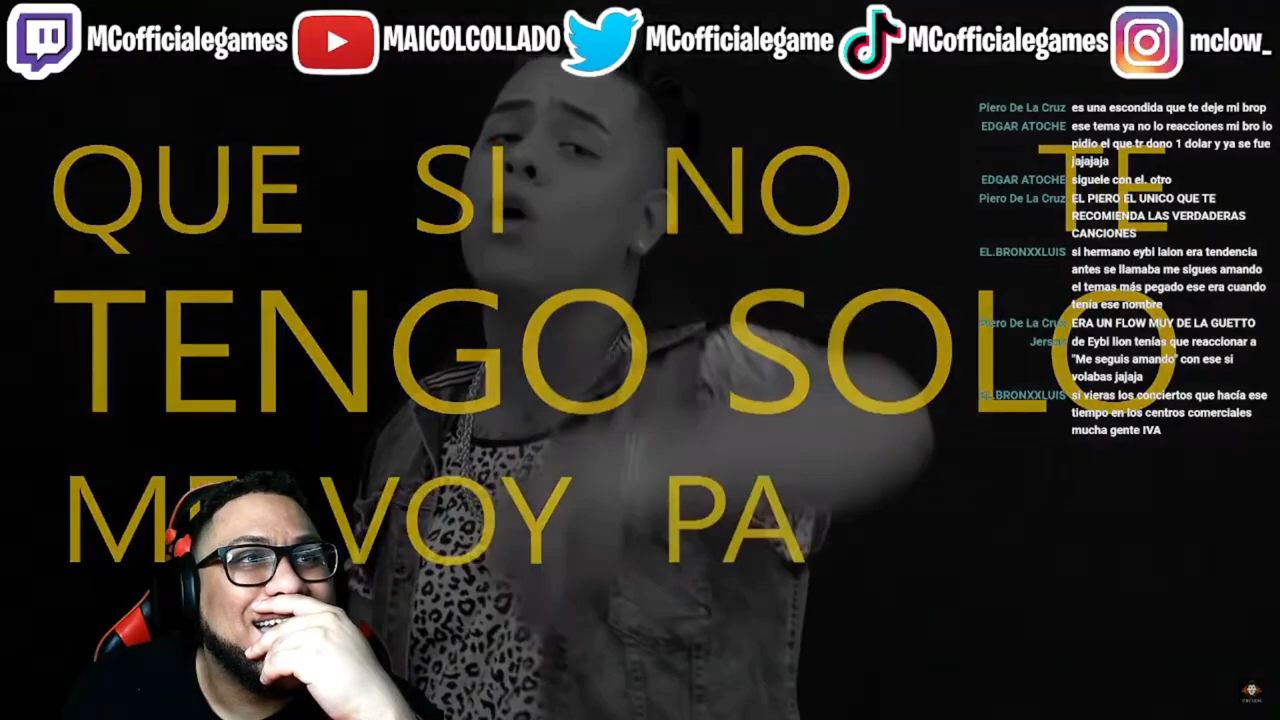 MCofficialegames MAICOLCOLLADO MCofficialegame MCofficialegames mclow_
QUE SI NO TE
TENGO SOLO
ME VOY PA
Piero De La Cruz es una escondida que te deje mi brop
EDGAR ATOCHE ese tema ya no lo reacciones mi bro lo
pidio el que tr dono 1 dolar y ya se fue
jajajaja
EDGAR ATOCHE siguele con el. otro
Piero De La Cruz EL PIERO EL UNICO QUE TE
RECOMIENDA LAS VERDADERAS
CANCIONES
EL.BRONXXLUIS si hermano eybi laion era tendencia
antes se llamaba me sigues amando
el temas más pegado ese era cuando
tenía ese nombre
Piero De La Cruz ERA UN FLOW MUY DE LA GUETTO
de Eybi lion tenías que reaccionar a
"Me seguis amando" con ese si
volabas jajaja
EL.BRONXXLUIS si vieras los conciertos que hacía ese
tiempo en los centros comerciales
mucha gente IVA